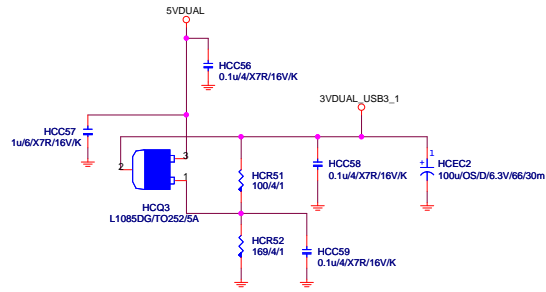 5VDUAL
HCC56
0.1u/4/X7R/16V/K
3VDUAL_USB3_1
HCC57
1u/6/X7R/16V/K
2
3
1
HCQ3
L1085DG/TO252/5A
HCR51
100/4/1
HCC58
0.1u/4/X7R/16V/K
1
+
HCEC2
100u/OS/D/6.3V/66/30m
HCR52
169/4/1
HCC59
0.1u/4/X7R/16V/K